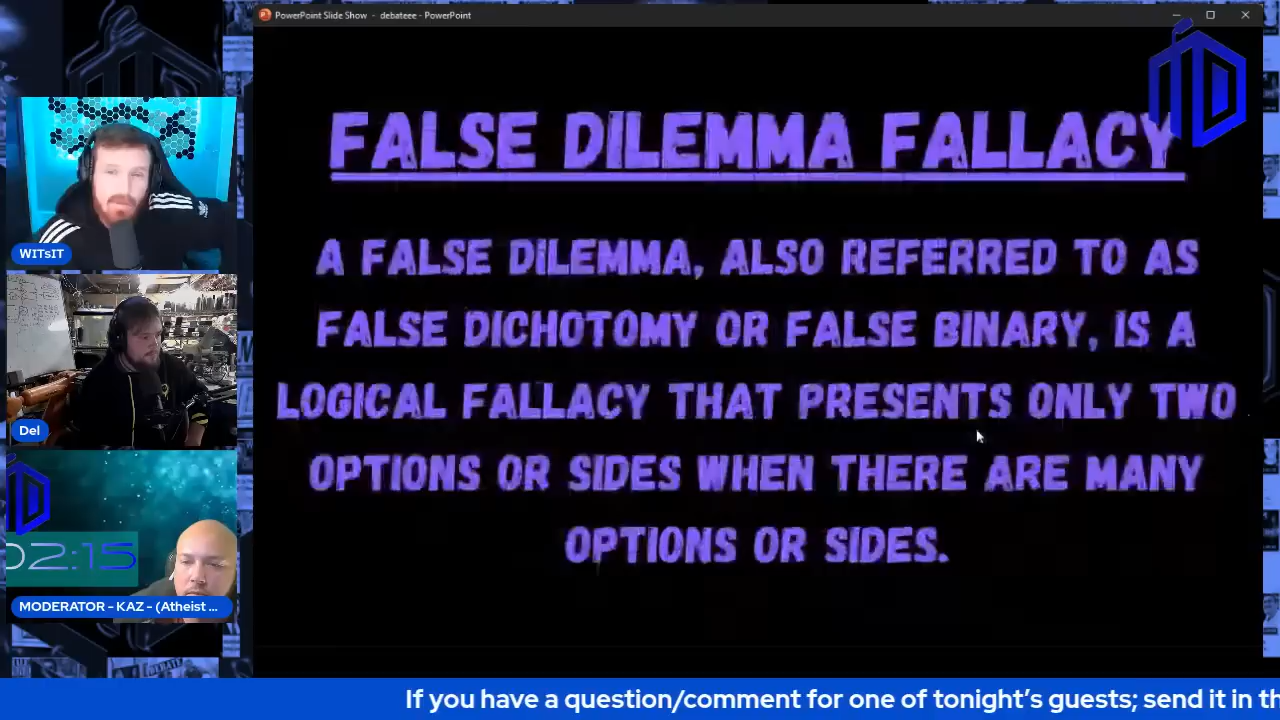 PowerPoint Slide Show - debateee - PowerPoint
FALSE DILEMMA FALLACY
A FALSE DILEMMA, ALSO REFERRED TO AS
FALSE DICHOTOMY OR FALSE BINARY, IS A
LOGICAL FALLACY THAT PRESENTS ONLY TWO
OPTIONS OR SIDES WHEN THERE ARE MANY
OPTIONS OR SIDES.
WITsIT
Del
02:15
MODERATOR - KAZ - (Atheist ...
If you have a question/comment for one of tonight's guests; send it in th